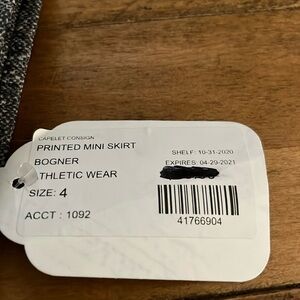 CAPELET CONSIGN
PRINTED MINI SKIRT
BOGNER
ATHLETIC WEAR
SIZE: 4
ACCT : 1092
SHELF: 10-31-2020
EXPIRES: 04-29-2021
41766904